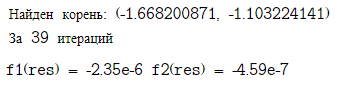 Найден корень: (-1.668200871, -1.103224141)
За 39 итераций
f1(res) = -2.35e-6 f2(res) = -4.59e-7